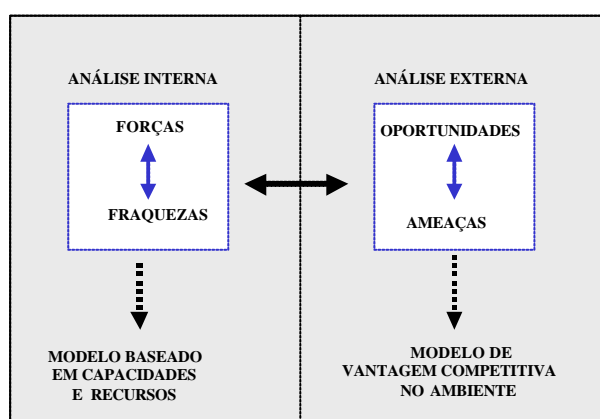 ANÁLISE INTERNA
FORÇAS
FRAQUEZAS
MODELO BASEADO
EM CAPACIDADES
E RECURSOS
ANÁLISE EXTERNA
OPORTUNIDADES
AMEAÇAS
MODELO DE
VANTAGEM COMPETITIVA
NO AMBIENTE